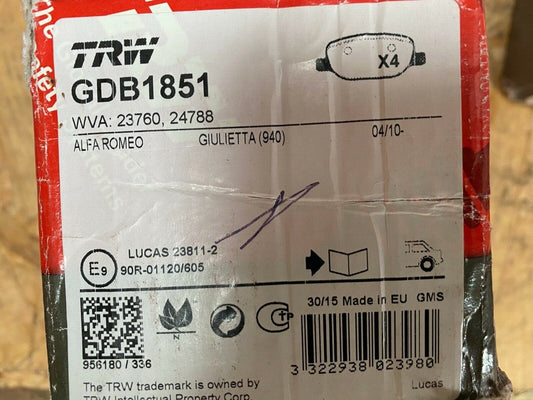 TRW
X4
GDB1851
WVA: 23760, 24788
ALFA ROMEO GIULIETTA (940) 04/10-
LUCAS 23811-2
E9 90R-01120/605
30/15 Made in EU GMS
956180 / 336
3 322938 023980
The TRW trademark is owned by Lucas
TRW Intellectual Property Corp.